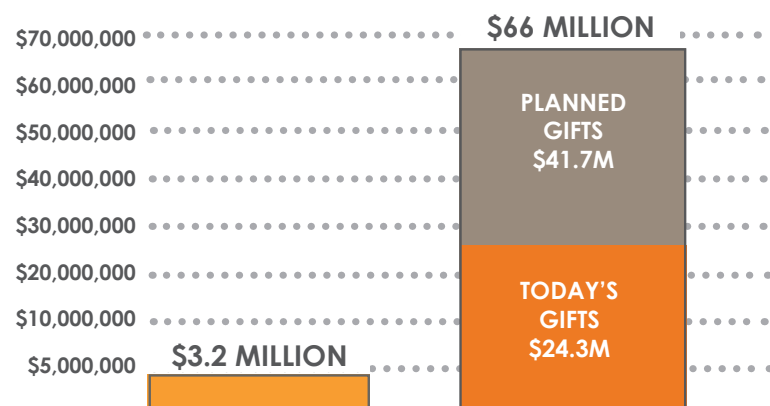 $70,000,000
$60,000,000
$50,000,000
$40,000,000
$30,000,000
$20,000,000
$10,000,000
$5,000,000
$3.2 MILLION
$66 MILLION
PLANNED
GIFTS
$41.7M
TODAY'S
GIFTS
$24.3M